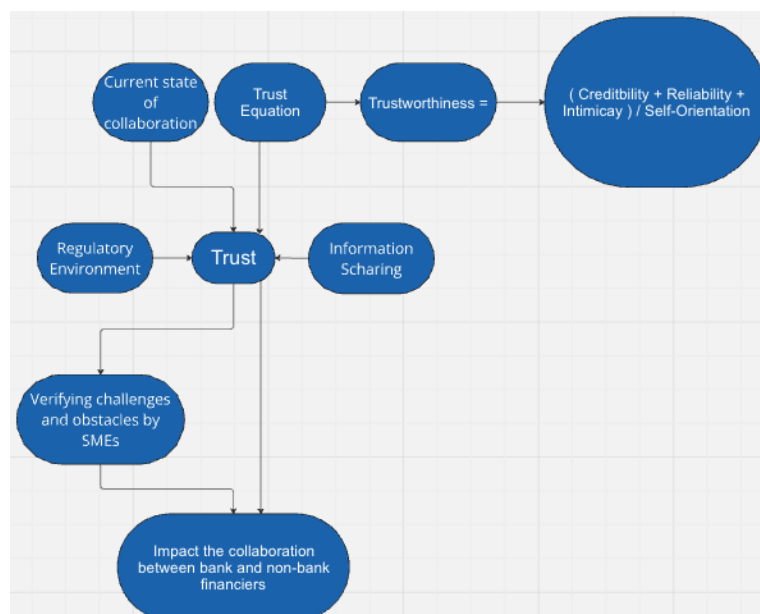 Current state
of
collaboration
Trust
Equation
Trustworthiness =
( Creditbility + Reliability +
Intimicay ) / Self-Orientation
Regulatory
Environment
Trust
Information
Scharing
Verifying challenges
and obstacles by
SMEs
Impact the collaboration
between bank and non-bank
financiers